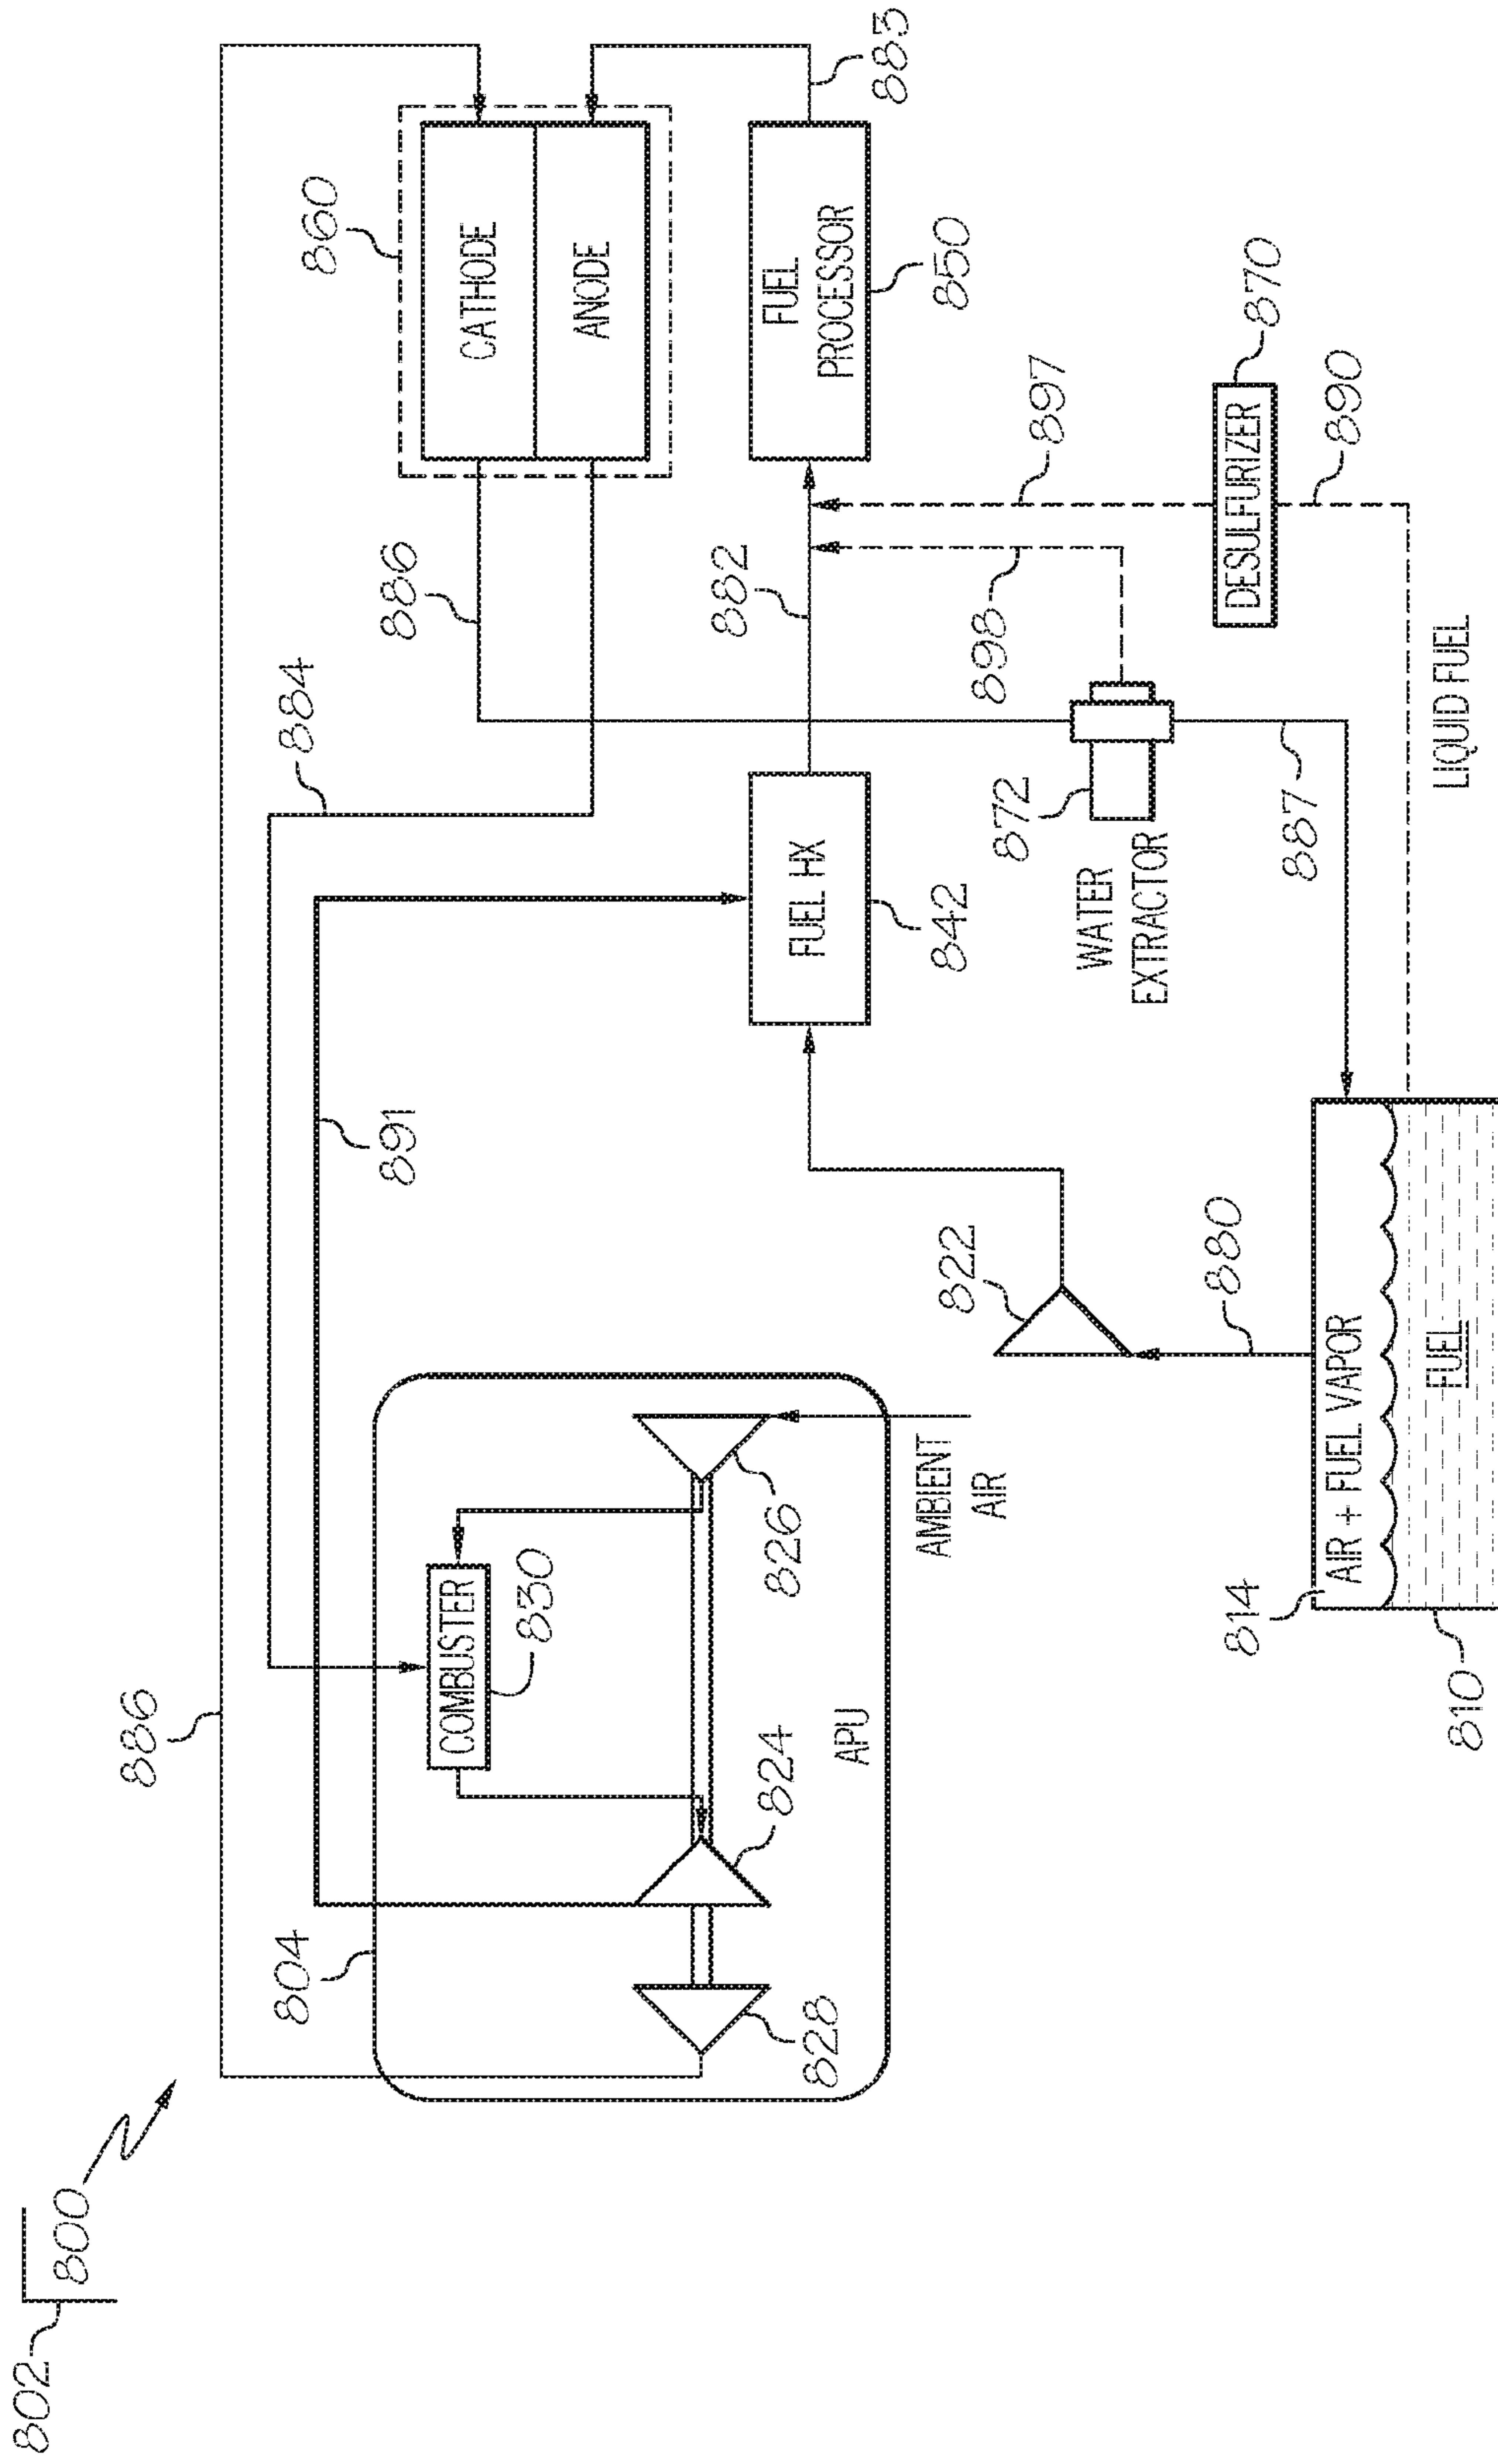 802
800
886
804
891
884
886
860
CATHODE
ANODE
883
COMBUSTER
830
828
824
826
APU
AMBIENT
AIR
822
FUEL HX
842
882
FUEL
PROCESSOR
850
872
WATER
EXTRACTOR
898
897
887
DESULFURIZER
870
890
LIQUID FUEL
880
814
AIR + FUEL VAPOR
FUEL
810